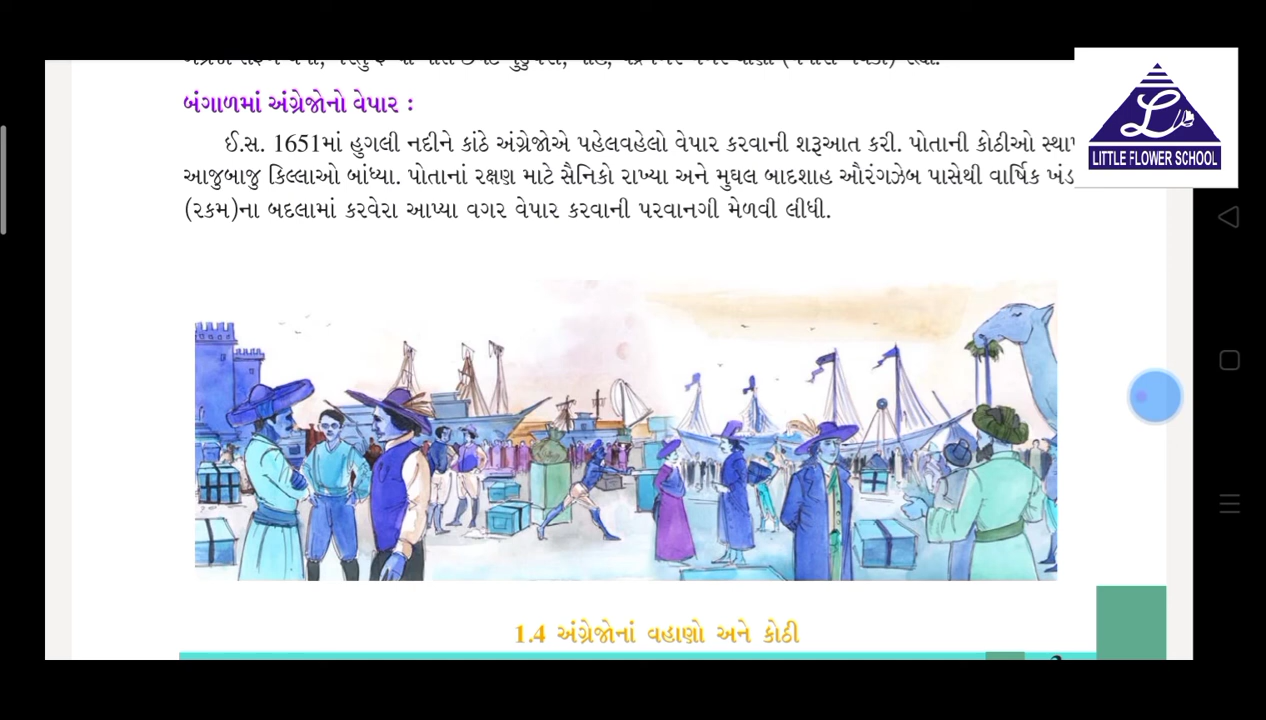 બંગાળમાં અંગ્રેજોનો વેપાર :
ઈ.સ. 1651માં હુગલી નદીને કાંઠે અંગ્રેજોએ પહેલવહેલો વેપાર કરવાની શરૂઆત કરી. પોતાની કોઠીઓ
આજુબાજુ કિલ્લાઓ બાંધ્યા. પોતાનાં રક્ષણ માટે સૈનિકો રાખ્યા અને મુઘલ બાદશાહ ઔરંગઝેબ પાસેથી વાર્ષિક
(રકમ)ના બદલામાં કરવેરા આપ્યા વગર વેપાર કરવાની પરવાનગી મેળવી લીધી.
1.4 અંગ્રેજોનાં વહાણો અને કોઠી
L
LITTLE FLOWER SCHOOL